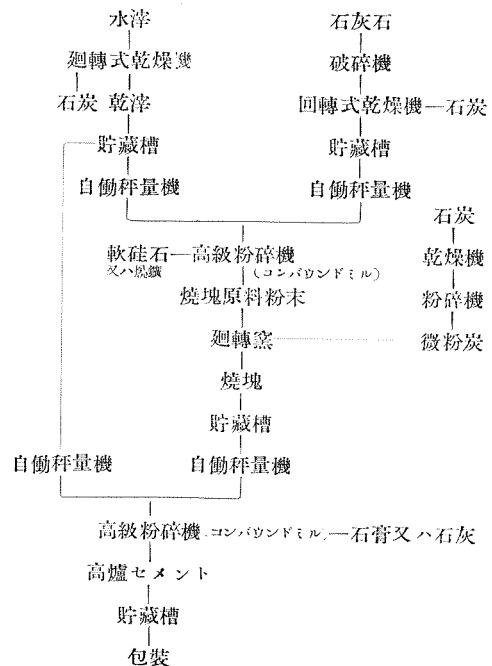 水滓
廻轉式乾燥機
石炭 乾滓
貯藏槽
自働秤量機
石灰石
破碎機
回轉式乾燥機—石炭
貯藏槽
自働秤量機
軟硅石—高級粉碎機
又ハ鳳鑛 (コンバウンドミル)
燒塊原料粉末
廻轉窯
燒塊
貯藏槽
石炭
乾燥機
粉碎機
微粉炭
自働秤量機 自働秤量機
高級粉碎機(コンバウンドミル)—石膏又ハ石灰
高爐セメント
貯藏槽
包裝